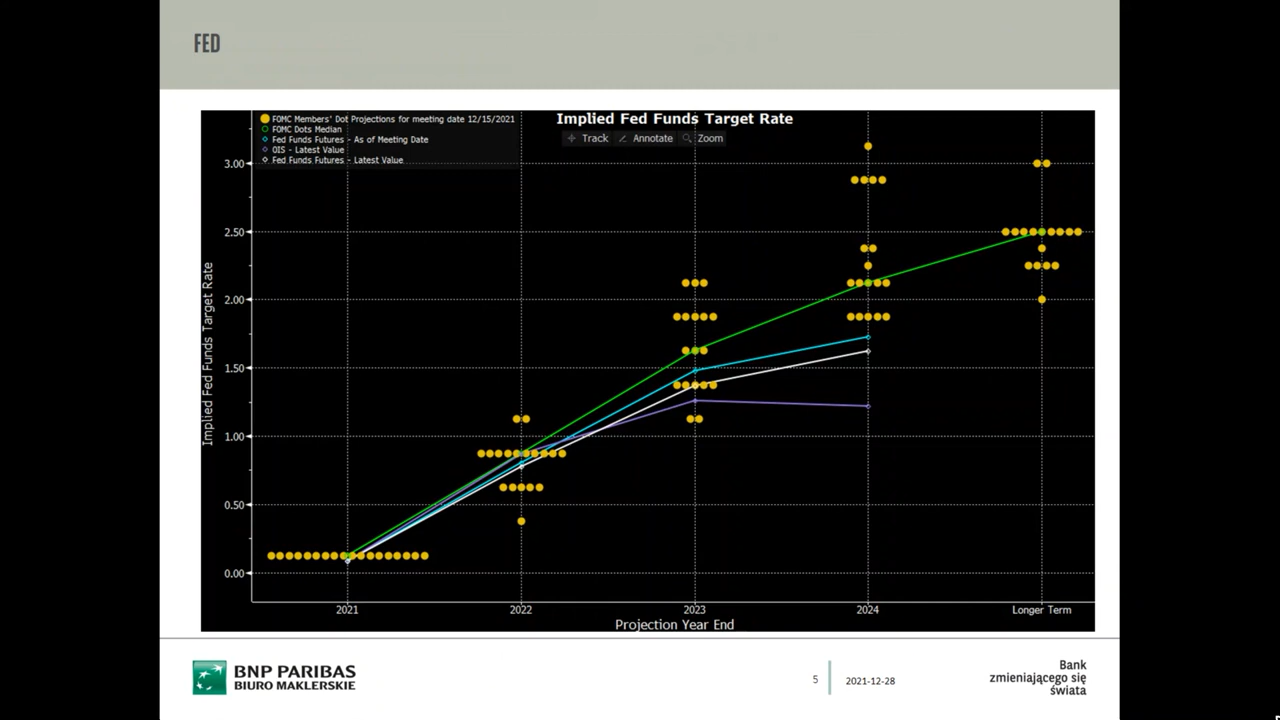 FED
Implied Fed Funds Target Rate
FOMC Members' Dot Projections for meeting date 12/15/2021
FOMC Dots Median
Fed Funds Futures - As of Meeting Date
OIS - Latest Value
Fed Funds Futures - Latest Value
Track Annotate Zoom
Implied Fed Funds Target Rate
3.00
2.50
2.00
1.50
1.00
0.50
0.00
2021 2022 2023 2024 Longer Term
Projection Year End
BNP PARIBAS
BIURO MAKLERSKIE
5
2021-12-28
Bank
zmieniającego się
świata